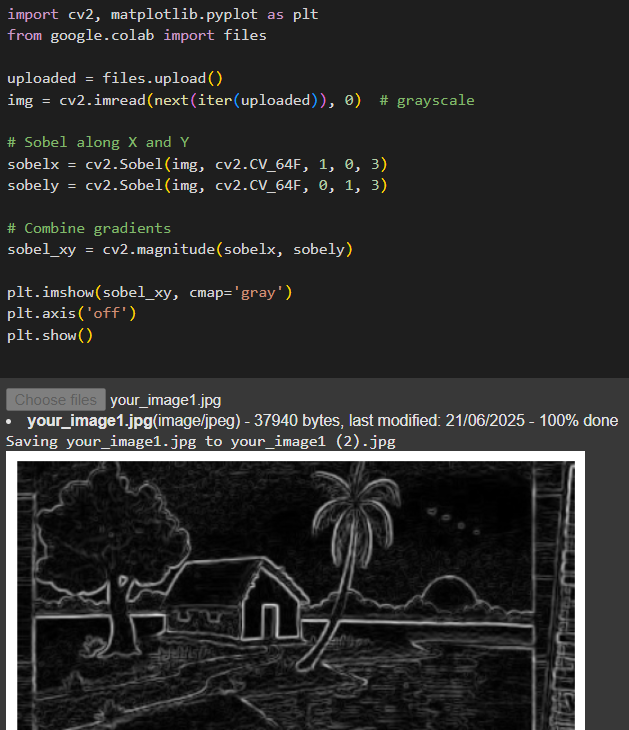 import cv2, matplotlib.pyplot as plt
from google.colab import files
uploaded = files.upload()
img = cv2.imread(next(iter(uploaded)), 0)  # grayscale
# Sobel along X and Y
sobelx = cv2.Sobel(img, cv2.CV_64F, 1, 0, 3)
sobely = cv2.Sobel(img, cv2.CV_64F, 0, 1, 3)
# Combine gradients
sobel_xy = cv2.magnitude(sobelx, sobely)
plt.imshow(sobel_xy, cmap='gray')
plt.axis('off')
plt.show()
Choose files your_image1.jpg
• your_image1.jpg(image/jpeg) - 37940 bytes, last modified: 21/06/2025 - 100% done
Saving your_image1.jpg to your_image1 (2).jpg